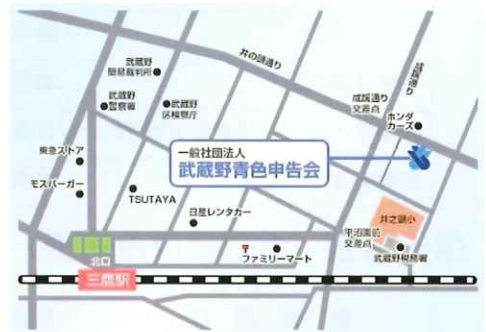 井の頭通り
成蹊通り
武蔵野
簡易裁判所
武蔵野
警察署
武蔵野
区検察庁
成蹊通り
交差点
ホンダ
カーズ
東急ストア
一般社団法人
武蔵野青色申告会
モスバーガー
TSUTAYA
日産レンタカー
井之頭小
北口
三鷹駅
ファミリーマート
平沼園前
交差点
武蔵野税務署